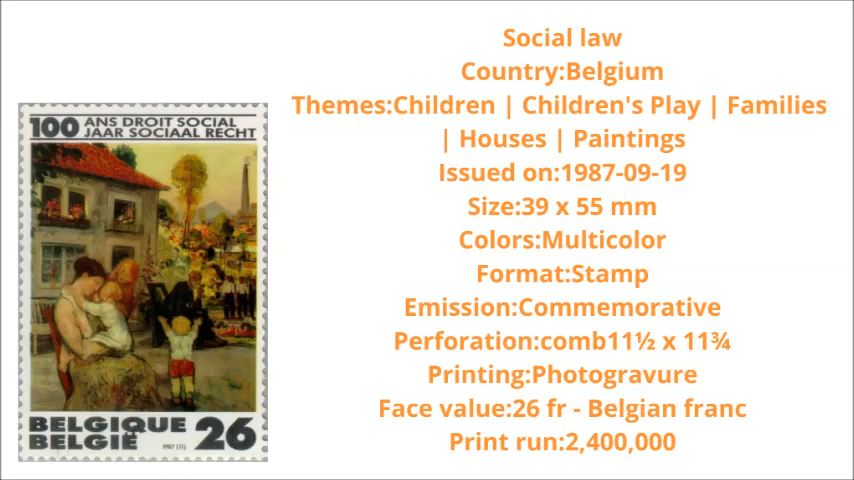 100 ANS DROIT SOCIAL
JAAR SOCIAAL RECHT
BELGIQUE
BELGIË
1987 (11)
26
Social law
Country:Belgium
Themes:Children | Children's Play | Families
| Houses | Paintings
Issued on:1987-09-19
Size:39 x 55 mm
Colors:Multicolor
Format:Stamp
Emission:Commemorative
Perforation:comb11½ x 11¾
Printing:Photogravure
Face value:26 fr - Belgian franc
Print run:2,400,000